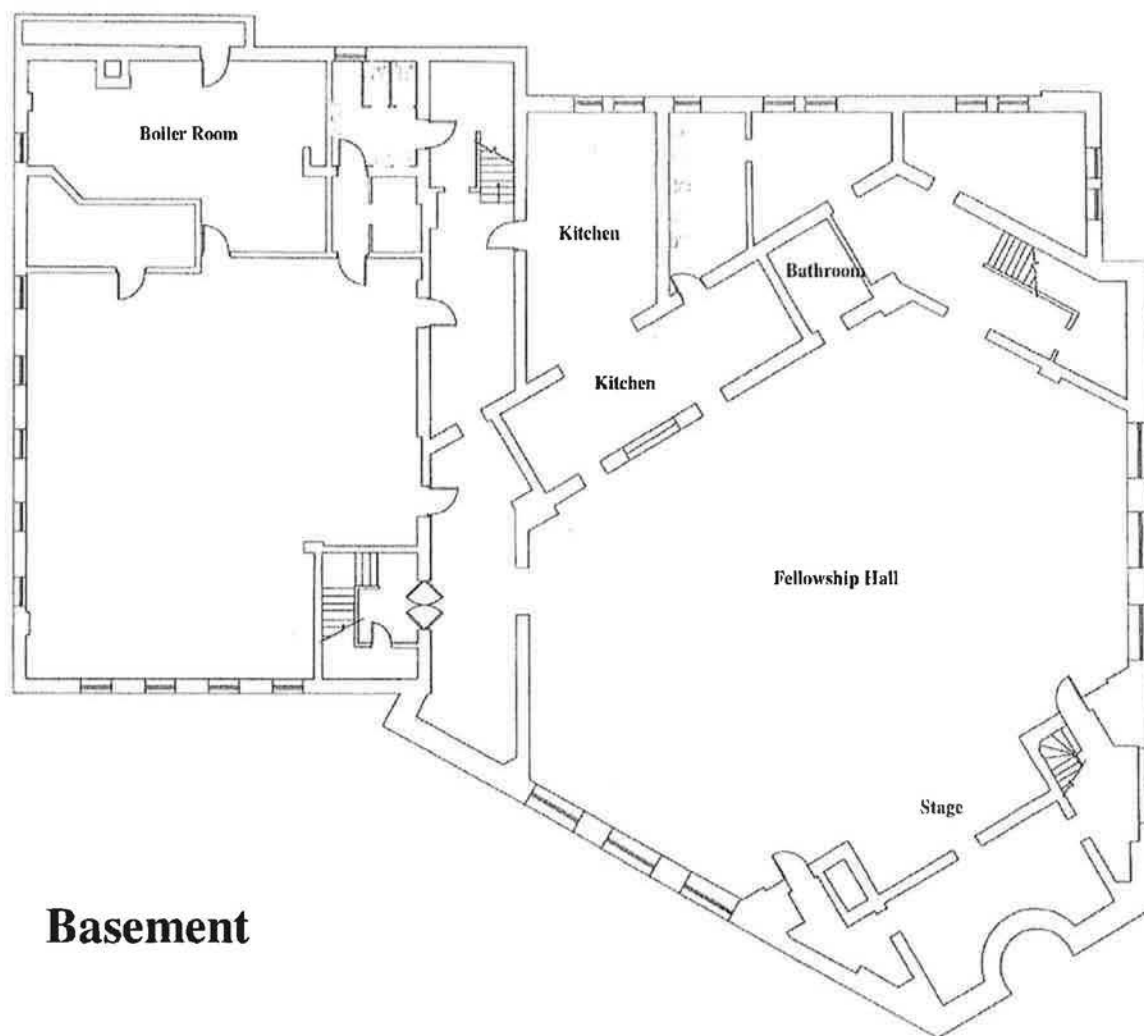 Boiler Room
Kitchen
Bathroom
Kitchen
Fellowship Hall
Stage
Basement